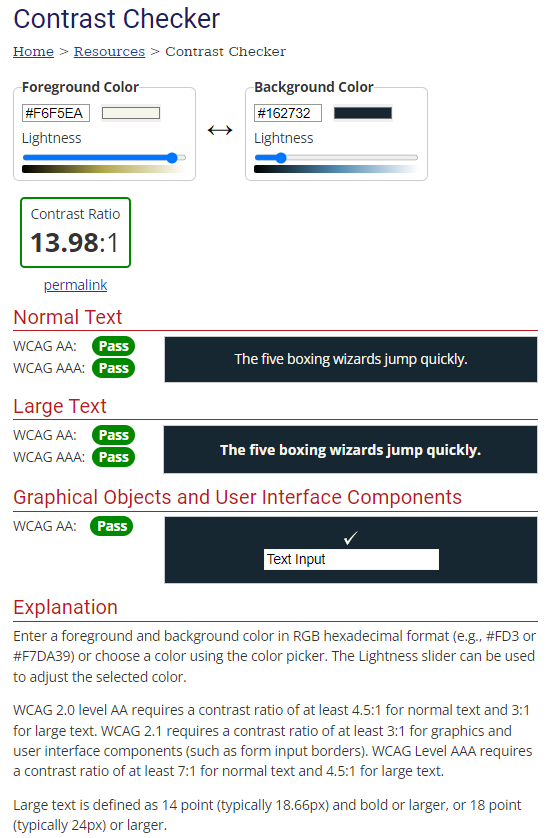 Contrast Checker
Home > Resources > Contrast Checker
Foreground Color
#F6F5EA
Lightness
Background Color
#162732
Lightness
Contrast Ratio
13.98:1
permalink
Normal Text
WCAG AA: Pass
WCAG AAA: Pass
The five boxing wizards jump quickly.
Large Text
WCAG AA: Pass
WCAG AAA: Pass
The five boxing wizards jump quickly.
Graphical Objects and User Interface Components
WCAG AA: Pass
✓
Text Input
Explanation
Enter a foreground and background color in RGB hexadecimal format (e.g., #FD3 or
#F7DA39) or choose a color using the color picker. The Lightness slider can be used
to adjust the selected color.
WCAG 2.0 level AA requires a contrast ratio of at least 4.5:1 for normal text and 3:1
for large text. WCAG 2.1 requires a contrast ratio of at least 3:1 for graphics and
user interface components (such as form input borders). WCAG Level AAA requires
a contrast ratio of at least 7:1 for normal text and 4.5:1 for large text.
Large text is defined as 14 point (typically 18.66px) and bold or larger, or 18 point
(typically 24px) or larger.